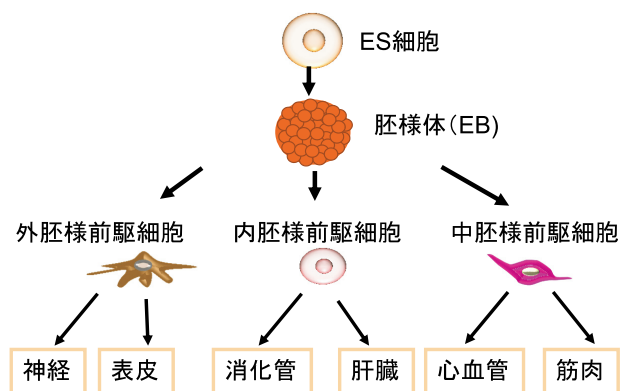 ES細胞
胚様体(EB)
外胚様前駆細胞
内胚様前駆細胞
中胚様前駆細胞
神経
表皮
消化管
肝臓
心血管
筋肉